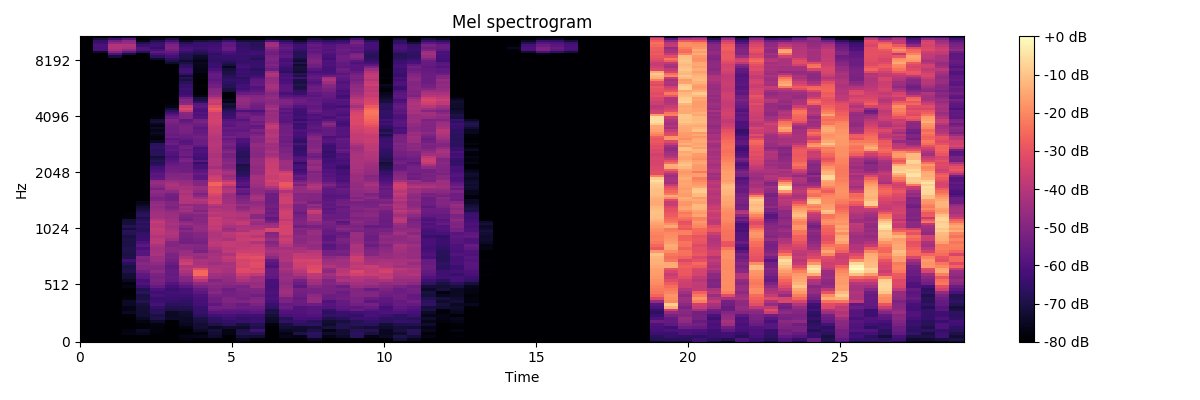 Mel spectrogram
Hz
8192
4096
2048
1024
512
0
0 5 10 15 20 25
Time
+0 dB
-10 dB
-20 dB
-30 dB
-40 dB
-50 dB
-60 dB
-70 dB
-80 dB